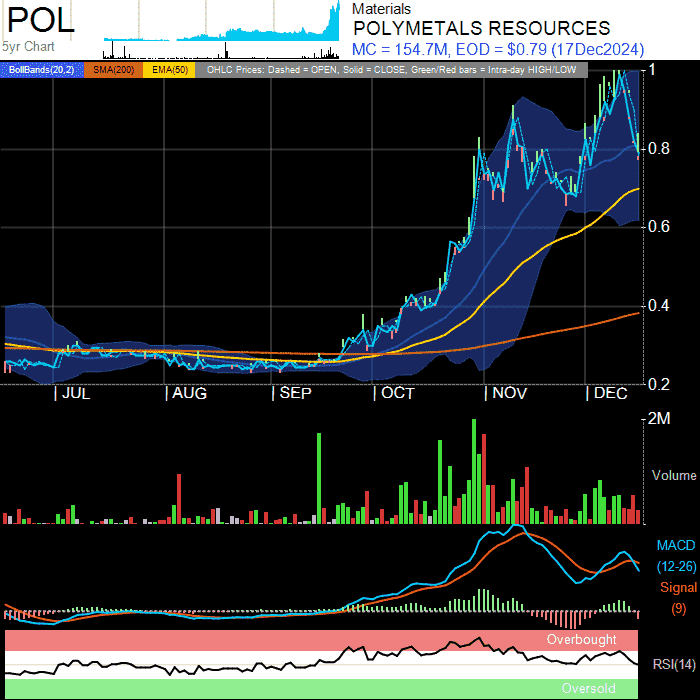 POL
5yr Chart
Materials
POLYMETALS RESOURCES
MC = 154.7M, EOD = $0.79 (17Dec2024)
BollBands(20,2) SMA(200) EMA(50) OHLC Prices: Dashed = OPEN, Solid = CLOSE, Green/Red bars = Intra-day HIGH/LOW
1
0.8
0.6
0.4
0.2
JUL AUG SEP OCT NOV DEC
2M
Volume
MACD
(12-26)
Signal
(9)
Overbought
RSI(14)
Oversold